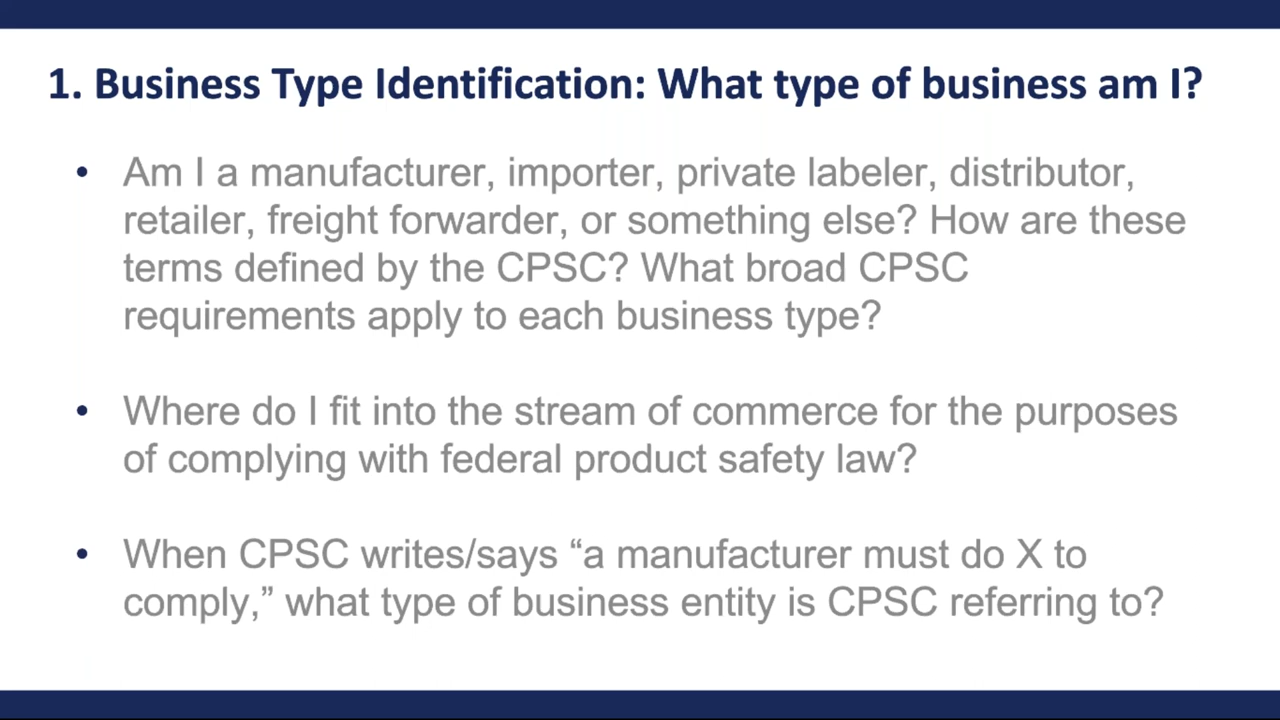 1. Business Type Identification: What type of business am I?
• Am I a manufacturer, importer, private labeler, distributor,
retailer, freight forwarder, or something else? How are these
terms defined by the CPSC? What broad CPSC
requirements apply to each business type?
• Where do I fit into the stream of commerce for the purposes
of complying with federal product safety law?
• When CPSC writes/says “a manufacturer must do X to
comply,” what type of business entity is CPSC referring to?